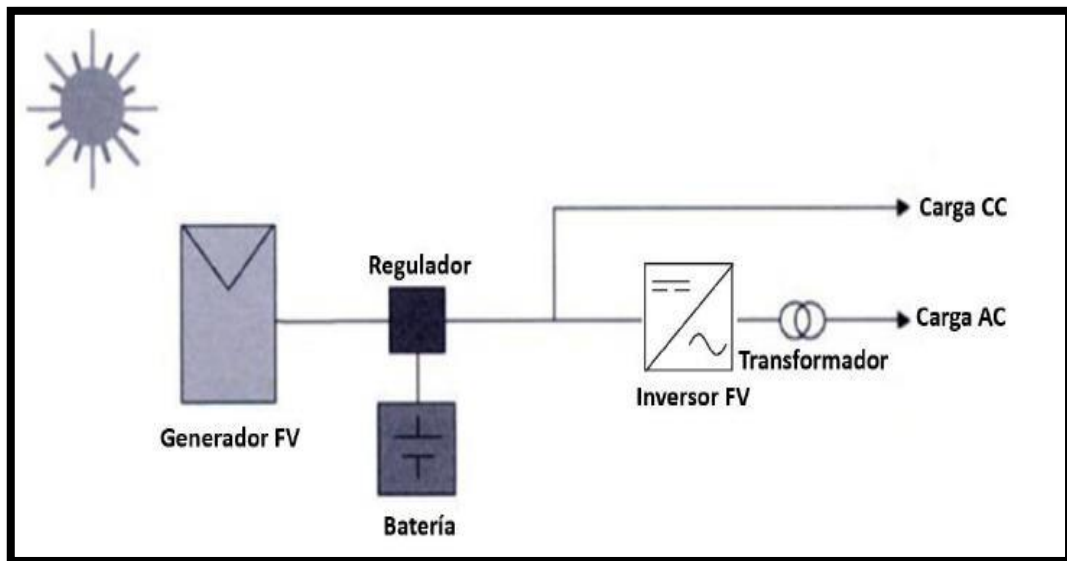 Carga CC
Regulador
Carga AC
Transformador
Inversor FV
Generador FV
Batería